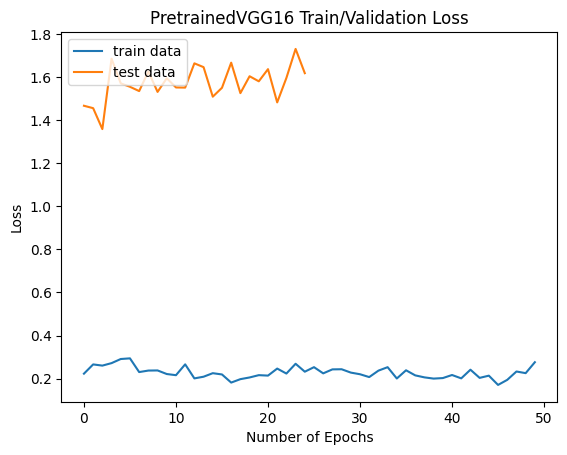 PretrainedVGG16 Train/Validation Loss
train data
test data
1.8
1.6
1.4
1.2
1.0
0.8
0.6
0.4
0.2
Loss
0 10 20 30 40 50
Number of Epochs